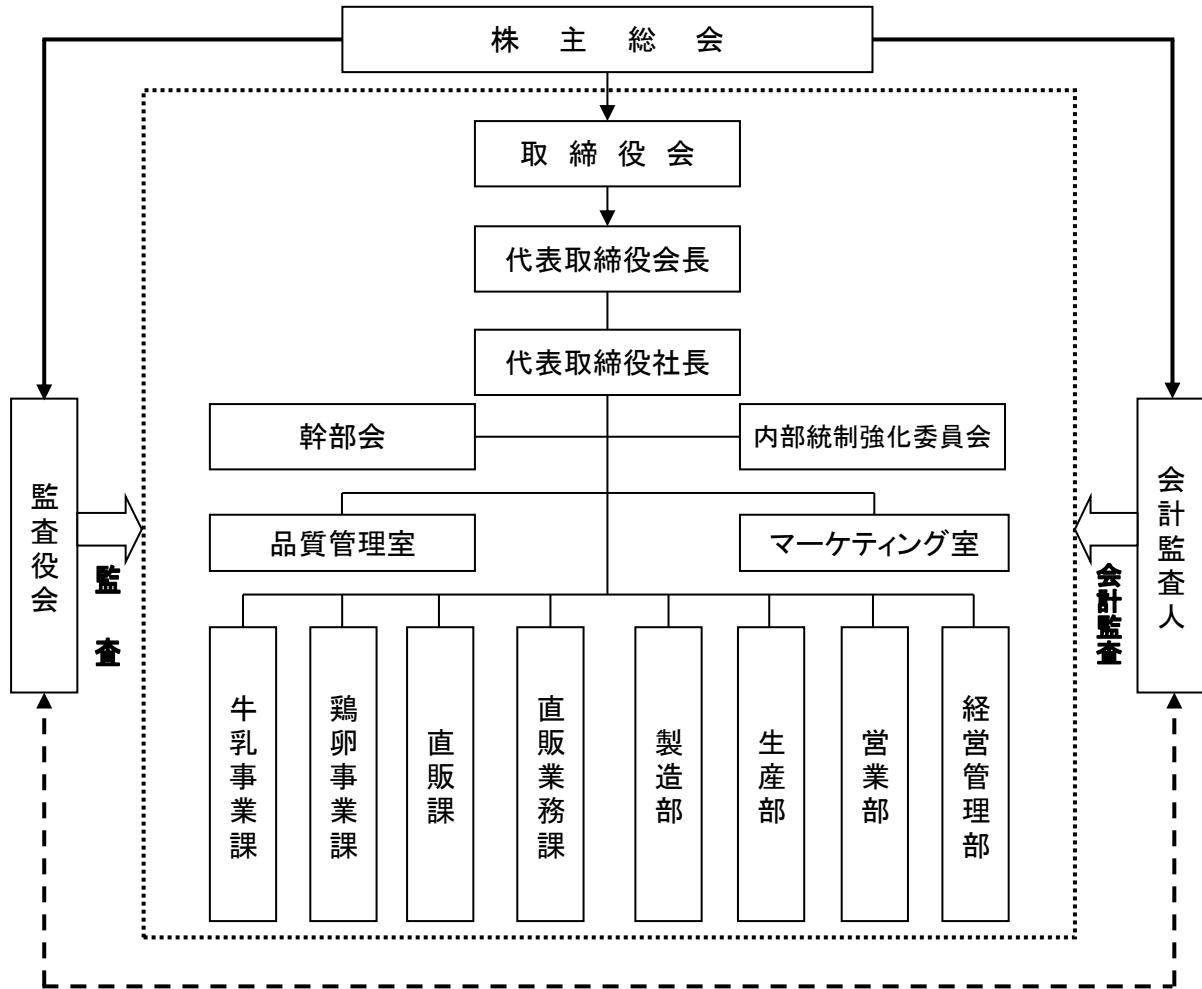 株主総会
取締役会
代表取締役会長
代表取締役社長
幹部会
内部統制強化委員会
品質管理室
マーケティング室
監査役会
監査
会計監査
会計監査人
牛乳事業課
鶏卵事業課
直販課
直販業務課
製造部
生産部
営業部
経営管理部